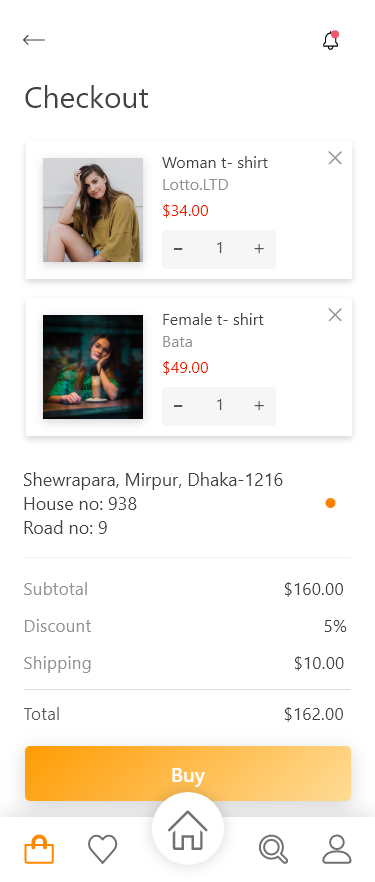 Checkout
Woman t- shirt
Lotto.LTD
$34.00
- 1 +
Female t- shirt
Bata
$49.00
- 1 +
Shewrapara, Mirpur, Dhaka-1216
House no: 938
Road no: 9
Subtotal $160.00
Discount 5%
Shipping $10.00
Total $162.00
Buy